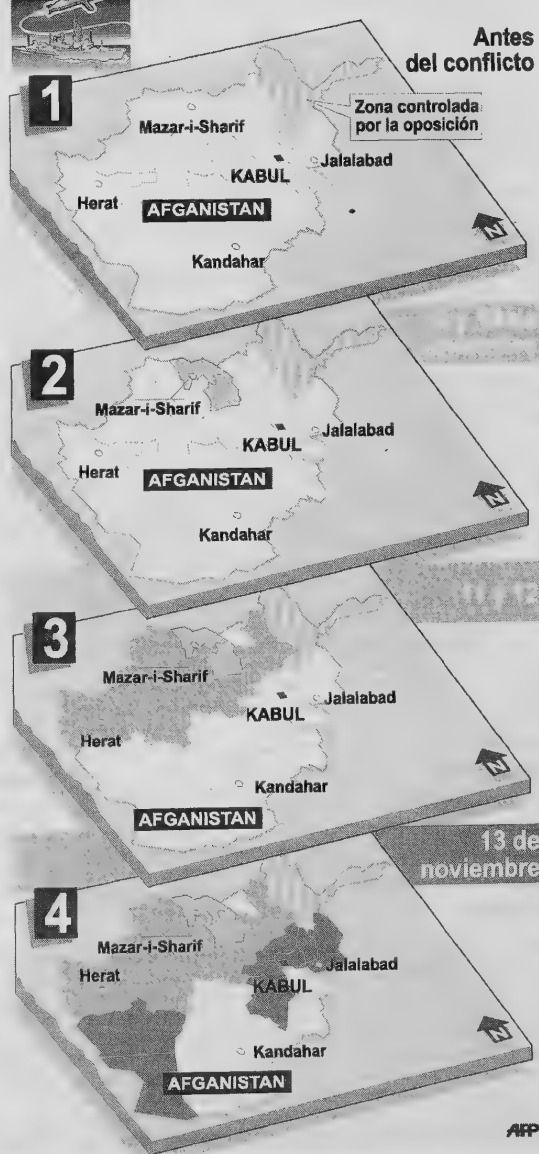 Antes
del conflicto
1
Mazar-i-Sharif
Zona controlada
por la oposición
KABUL
Jalalabad
Herat
AFGANISTAN
Kandahar
N
2
Mazar-i-Sharif
KABUL
Jalalabad
Herat
AFGANISTAN
Kandahar
N
3
Mazar-i-Sharif
KABUL
Jalalabad
Herat
Kandahar
AFGANISTAN
N
13 de
noviembre
4
Mazar-i-Sharif
Herat
Jalalabad
KABUL
Kandahar
AFGANISTAN
N
AFP